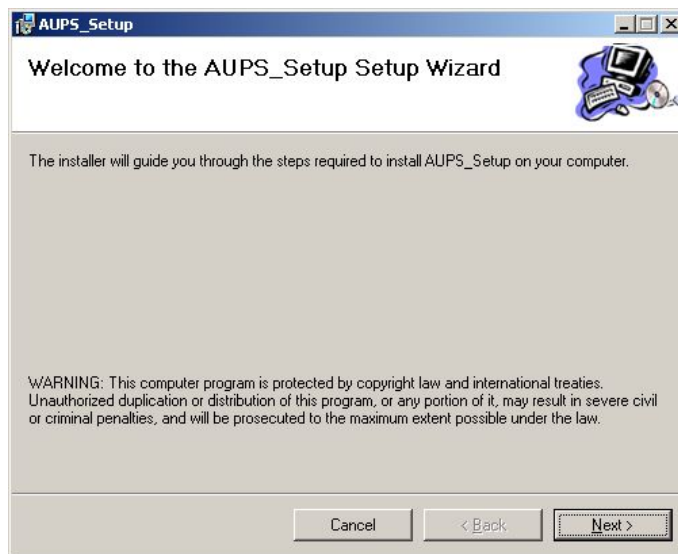 AUPS_Setup
Welcome to the AUPS_Setup Setup Wizard
The installer will guide you through the steps required to install AUPS_Setup on your computer.
WARNING: This computer program is protected by copyright law and international treaties.
Unauthorized duplication or distribution of this program, or any portion of it, may result in severe civil
or criminal penalties, and will be prosecuted to the maximum extent possible under the law.
Cancel
< Back
Next >